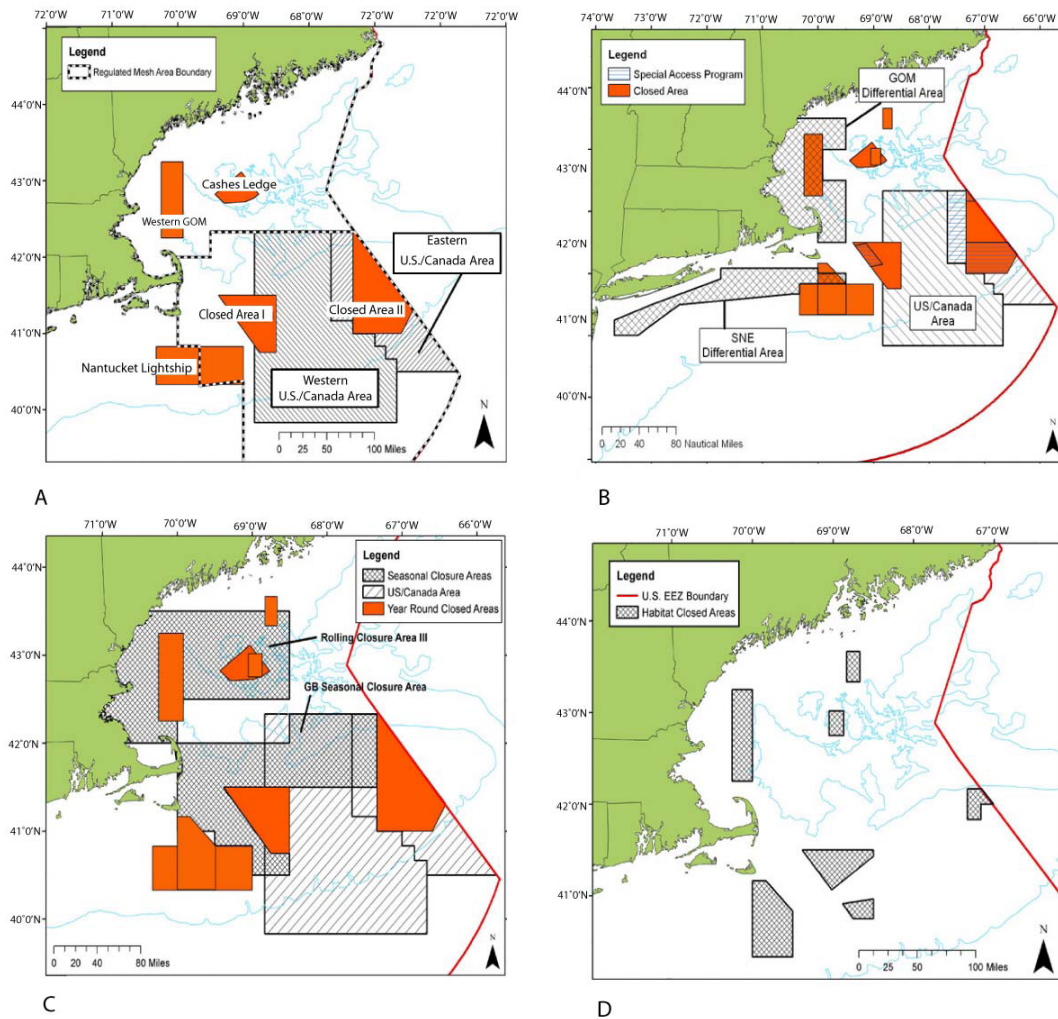 72°0'W 71°0'W 70°0'W 69°0'W 71°0'W 72°0'W 72°0'W
Legend
Regulated Mesh Area Boundary
44°0'N
43°0'N
42°0'N
41°0'N
40°0'N
Cashes Ledge
Western GOM
Eastern
U.S./Canada Area
Closed Area I
Closed Area II
Nantucket Lightship
Western
U.S./Canada Area
N
0 25 50 100 Miles
A
74°0'W 73°0'W 72°0'W 71°0'W 70°0'W 69°0'W 68°0'W 67°0'W 66°0'W
Legend
Special Access Program
Closed Area
GOM
Differential Area
44°0'N
43°0'N
42°0'N
41°0'N
40°0'N
US/Canada
Area
SNE
Differential Area
N
0 20 40 80 Nautical Miles
B
71°0'W 70°0'W 69°0'W 68°0'W 67°0'W 66°0'W
Legend
Seasonal Closure Areas
US/Canada Area
Year Round Closed Areas
44°0'N
43°0'N
42°0'N
41°0'N
40°0'N
Rolling Closure Area III
GB Seasonal Closure Area
N
0 20 40 80 Miles
C
71°0'W 70°0'W 69°0'W 68°0'W 67°0'W
Legend
U.S. EEZ Boundary
Habitat Closed Areas
44°0'N
43°0'N
42°0'N
41°0'N
N
0 25 50 100 Miles
D